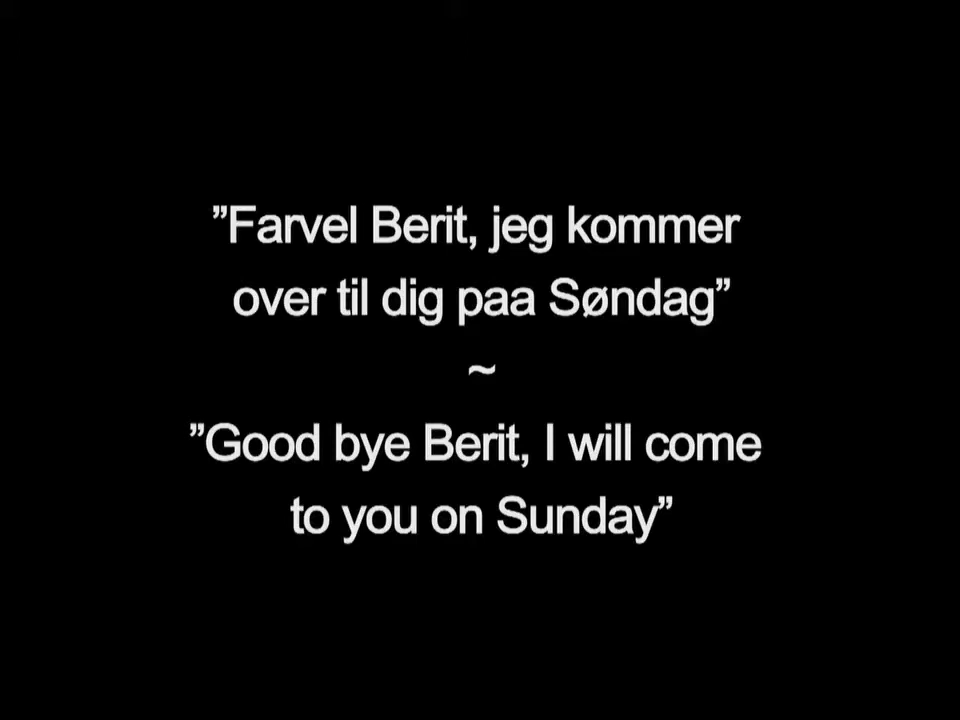 ”Farvel Berit, jeg kommer
over til dig paa Søndag”
~
”Good bye Berit, I will come
to you on Sunday”